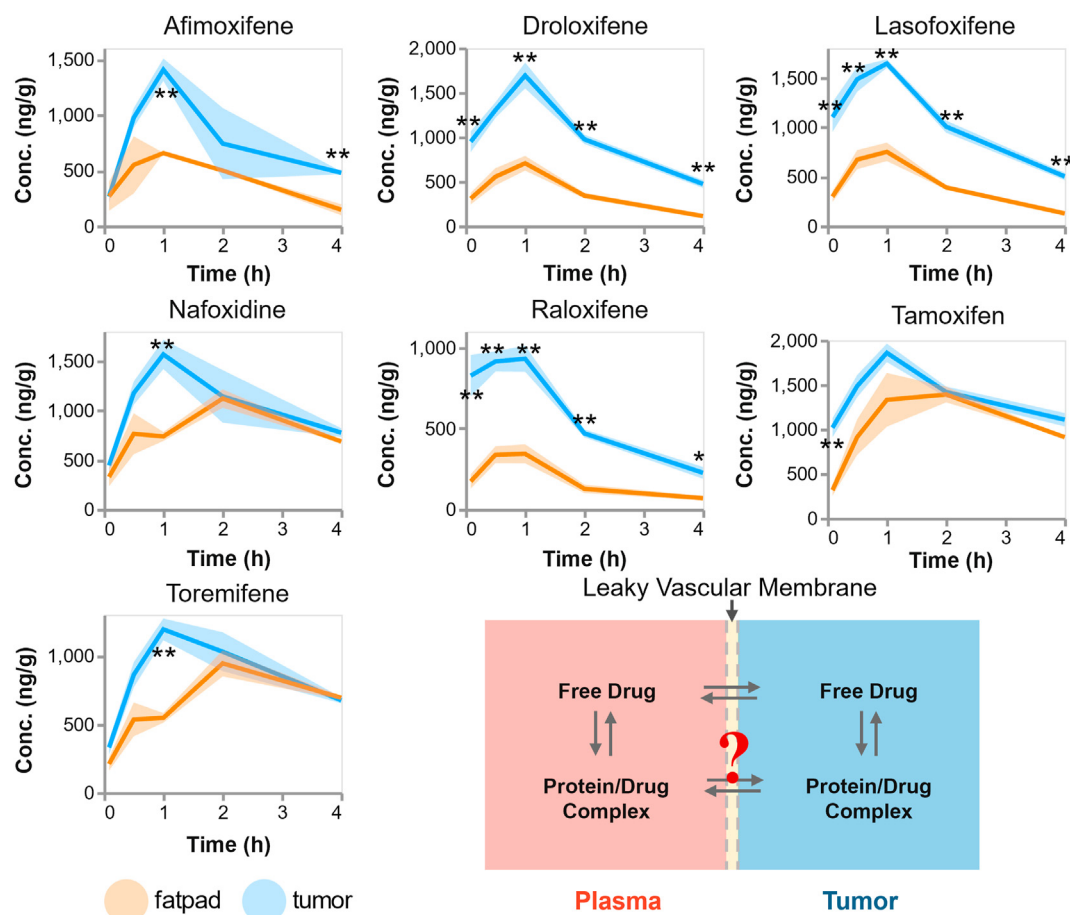 Afimoxifene
Conc. (ng/g)
1,500
1,000
500
0
**
**
0 1 2 3 4
Time (h)
Droloxifene
Conc. (ng/g)
2,000
1,500
1,000
500
0
**
**
**
**
0 1 2 3 4
Time (h)
Lasofoxifene
Conc. (ng/g)
1,500
1,000
500
0
**
**
**
**
**
0 1 2 3 4
Time (h)
Nafoxidine
Conc. (ng/g)
1,500
1,000
500
0
**
0 1 2 3 4
Time (h)
Raloxifene
Conc. (ng/g)
1,000
500
0
**
**
**
**
*
0 1 2 3 4
Time (h)
Tamoxifen
Conc. (ng/g)
2,000
1,500
1,000
500
0
**
0 1 2 3 4
Time (h)
Toremifene
Conc. (ng/g)
1,000
500
0
**
0 1 2 3 4
Time (h)
fatpad tumor
Leaky Vascular Membrane
Free Drug
Free Drug
?
Protein/Drug
Complex
Protein/Drug
Complex
Plasma
Tumor